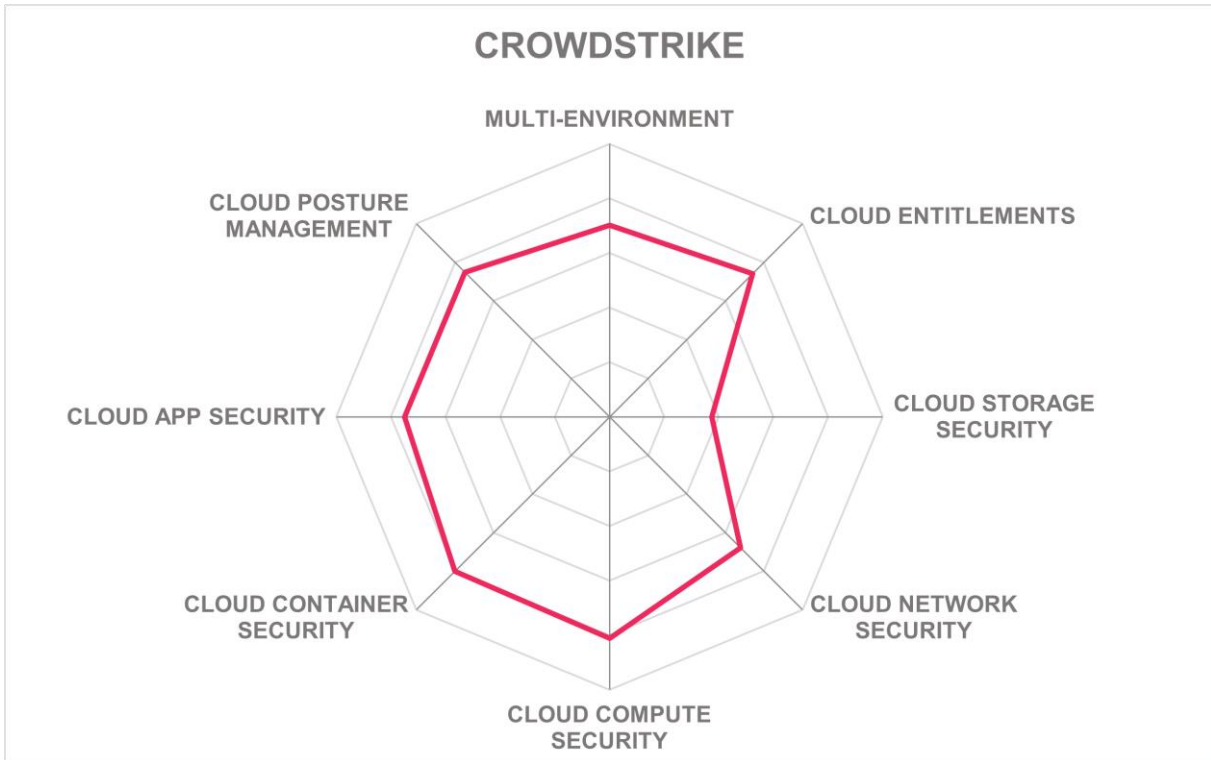 CROWDSTRIKE
MULTI-ENVIRONMENT
CLOUD POSTURE
MANAGEMENT
CLOUD ENTITLEMENTS
CLOUD APP SECURITY
CLOUD STORAGE
SECURITY
CLOUD CONTAINER
SECURITY
CLOUD NETWORK
SECURITY
CLOUD COMPUTE
SECURITY